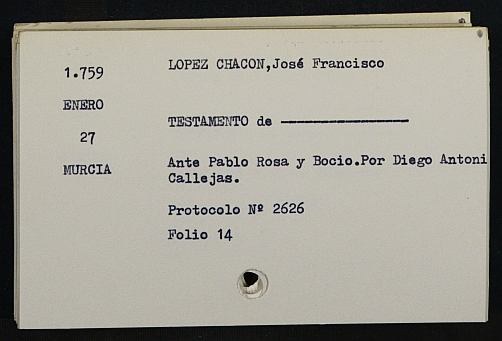 1.759
LOPEZ CHACON,José Francisco
ENERO
TESTAMENTO de ----------------
27
MURCIA
Ante Pablo Rosa y Bocio.Por Diego Antoni
Callejas.
Protocolo Nº 2626
Folio 14